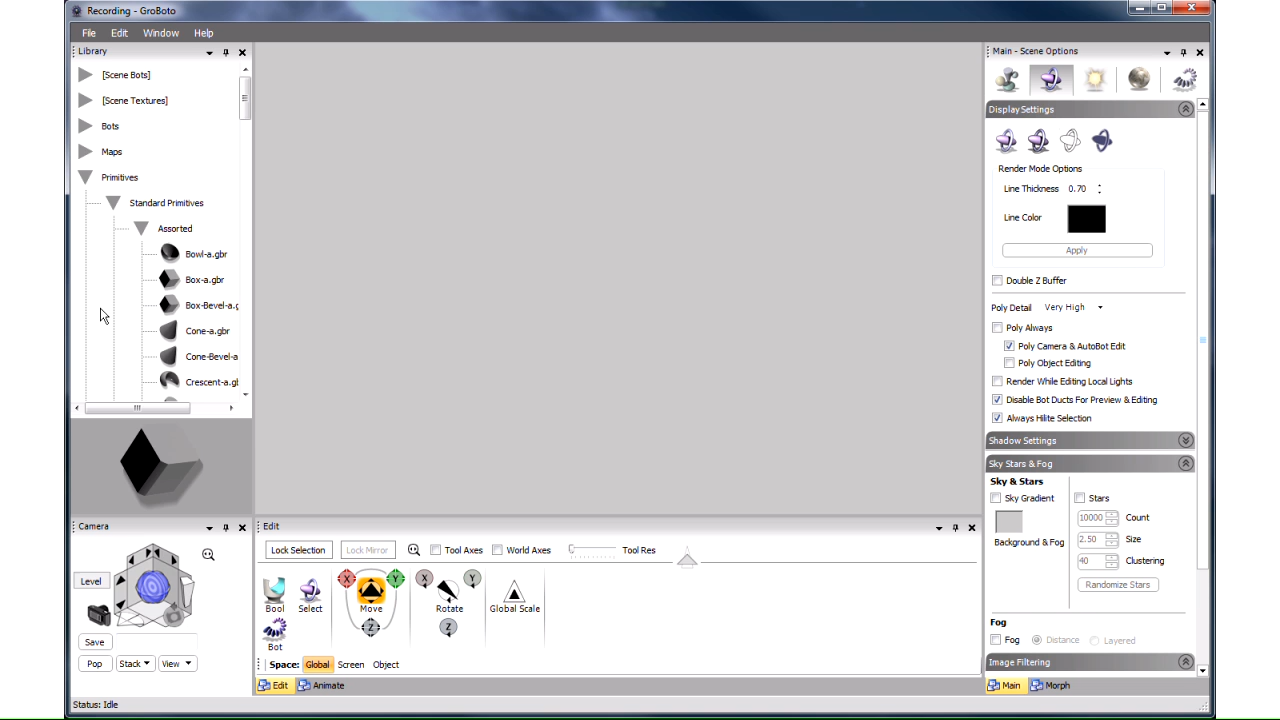 Recording - GroBoto
File Edit Window Help
Library
[Scene Bots]
[Scene Textures]
Bots
Maps
Primitives
Standard Primitives
Assorted
Bowl-a.gbr
Box-a.gbr
Box-Bevel-a.g
Cone-a.gbr
Cone-Bevel-a
Crescent-a.gb
Camera
Level
Save
Pop Stack View
Edit
Lock Selection Lock Mirror Tool Axes World Axes Tool Res
X Y X Y
Bool Select Move Rotate Global Scale
Z Z
Bot
Space: Global Screen Object
Edit Animate
Main - Scene Options
Display Settings
Render Mode Options
Line Thickness 0.70
Line Color
Apply
Double Z Buffer
Poly Detail Very High
Poly Always
Poly Camera & AutoBot Edit
Poly Object Editing
Render While Editing Local Lights
Disable Bot Ducts For Preview & Editing
Always Hilite Selection
Shadow Settings
Sky Stars & Fog
Sky & Stars
Sky Gradient Stars
10000 Count
Background & Fog 2.50 Size
40 Clustering
Randomize Stars
Fog
Fog Distance Layered
Image Filtering
Main Morph
Status: Idle